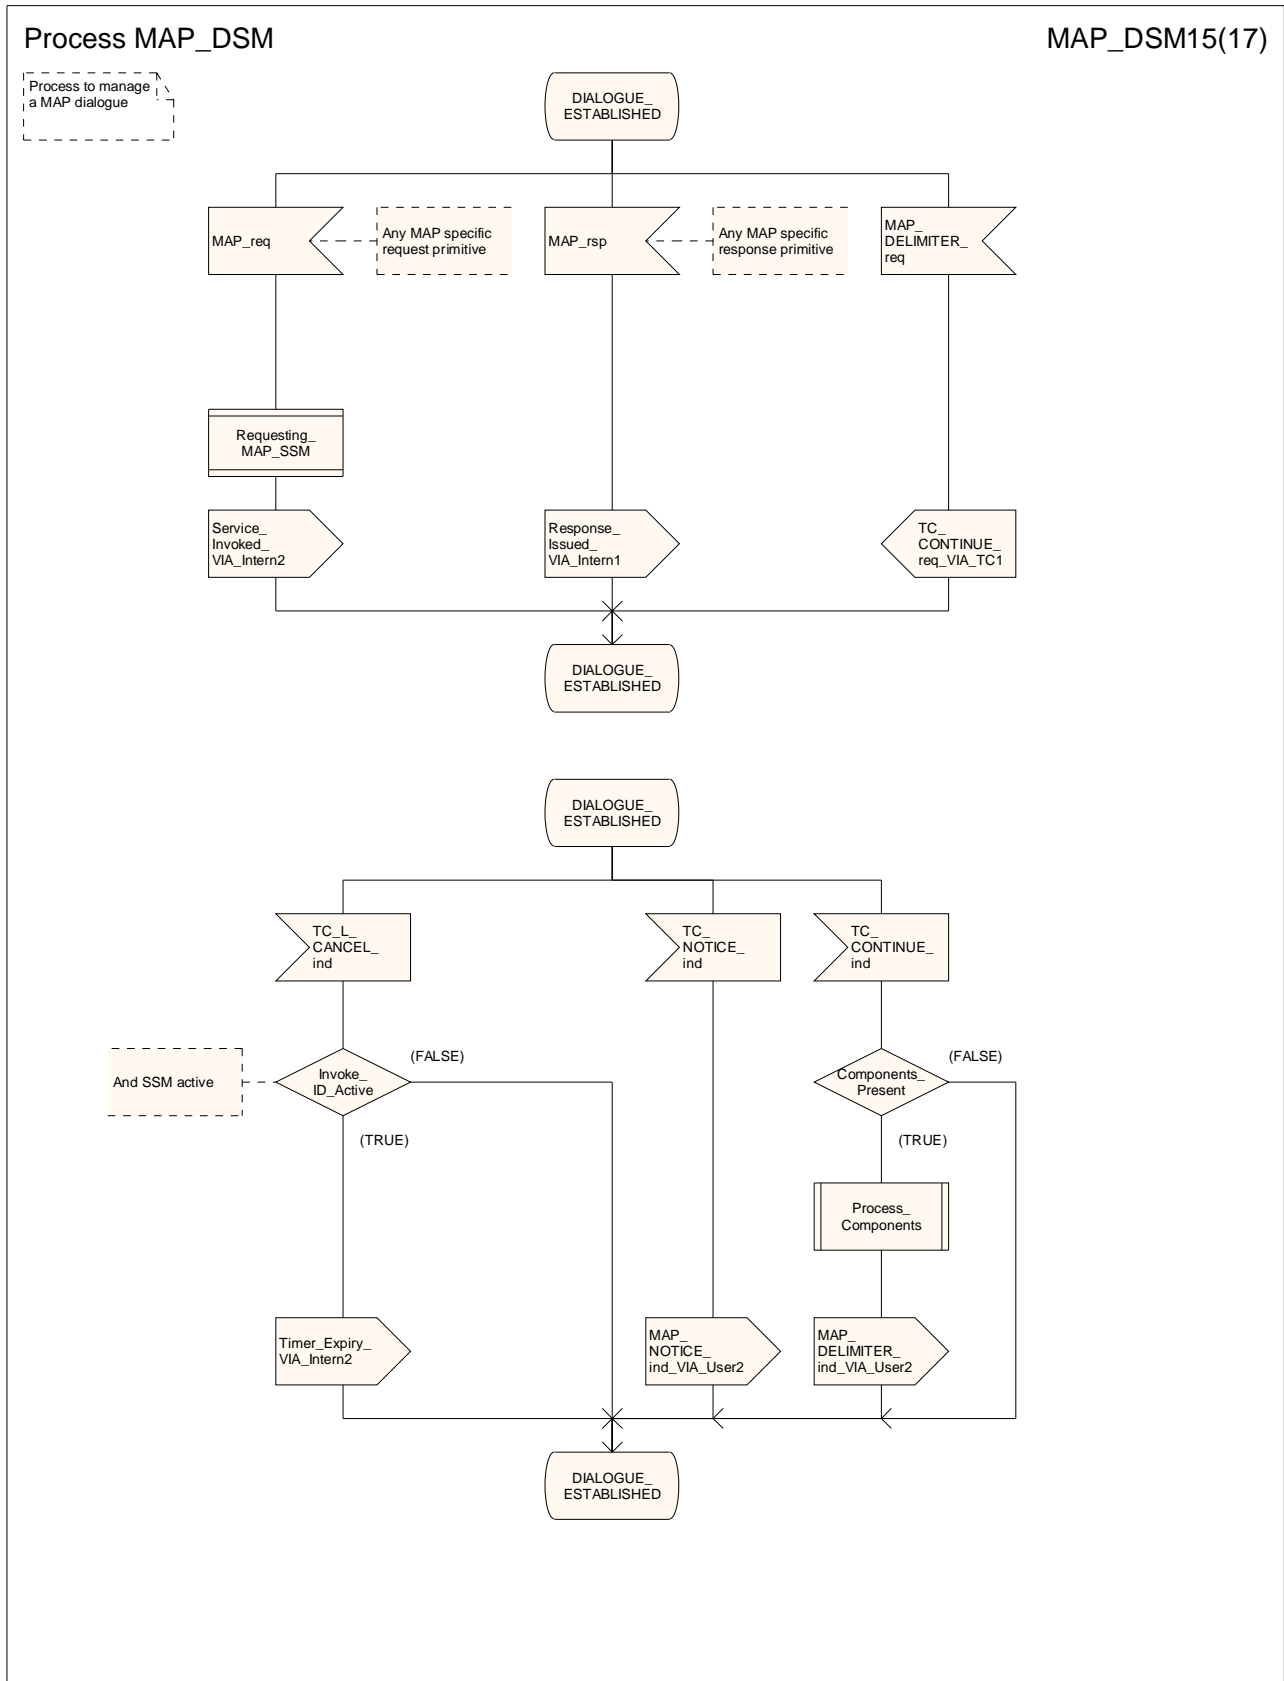 Process MAP_DSM
MAP_DSM15(17)
Process to manage
a MAP dialogue
DIALOGUE_
ESTABLISHED
MAP_req
Any MAP specific
request primitive
MAP_rsp
Any MAP specific
response primitive
MAP_
DELIMITER_
req
Requesting_
MAP_SSM
Service_
Invoked_
VIA_Intern2
Response_
Issued_
VIA_Intern1
TC_
CONTINUE_
req_VIA_TC1
DIALOGUE_
ESTABLISHED
DIALOGUE_
ESTABLISHED
TC_L_
CANCEL_
ind
TC_
NOTICE_
ind
TC_
CONTINUE_
ind
And SSM active
Invoke_
ID_Active
(FALSE)
(TRUE)
Components_
Present
(FALSE)
(TRUE)
Process_
Components
Timer_Expiry_
VIA_Intern2
MAP_
NOTICE_
ind_VIA_User2
MAP_
DELIMITER_
ind_VIA_User2
DIALOGUE_
ESTABLISHED